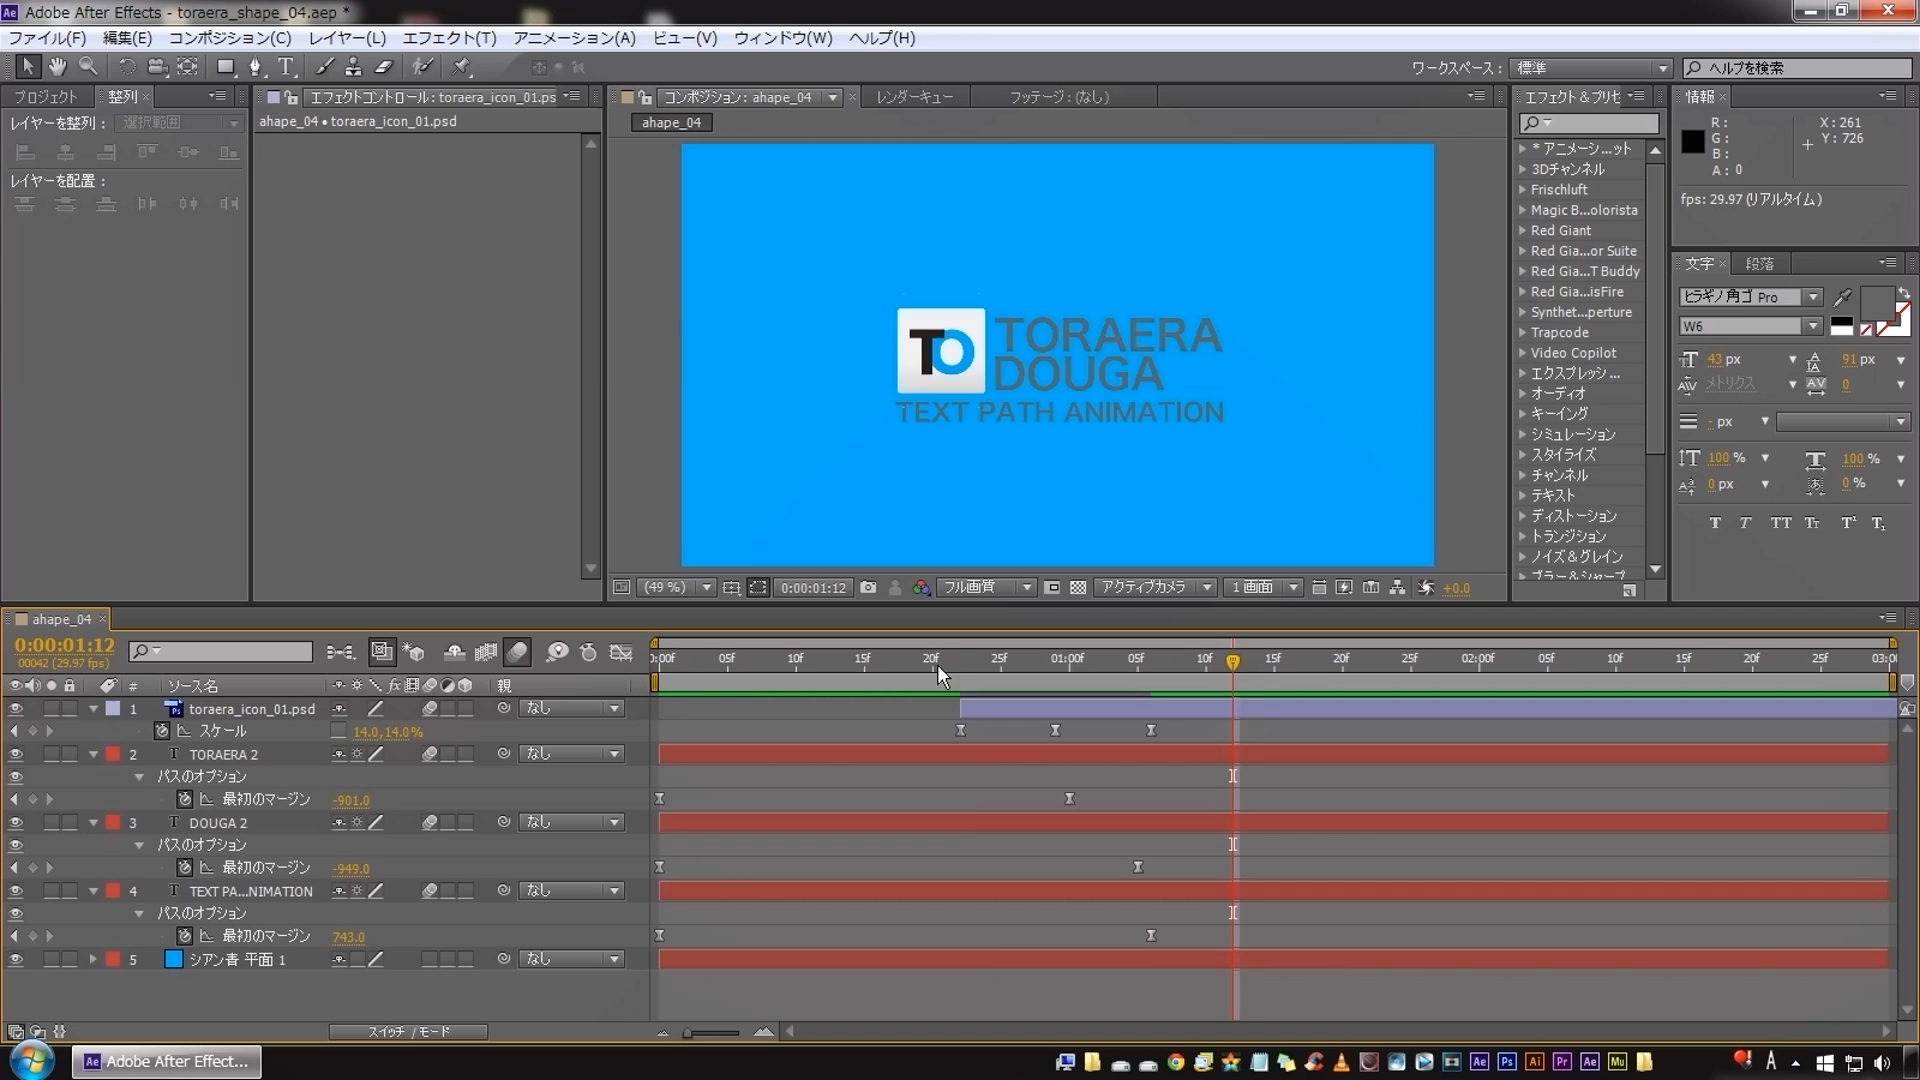 Adobe After Effects - toraera_shape_04.aep *
ファイル(F) 編集(E) コンポジション(C) レイヤー(L) エフェクト(T) アニメーション(A) ビュー(V) ウィンドウ(W) ヘルプ(H)
ワークスペース: 標準 ヘルプを検索
プロジェクト 整列
レイヤーを整列: 選択範囲
レイヤーを配置:
エフェクトコントロール: toraera_icon_01.ps
ahape_04 • toraera_icon_01.psd
コンポジション: ahape_04 レンダーキュー フッテージ: (なし)
ahape_04
TO
TORAERA
DOUGA
TEXT PATH ANIMATION
(49 %) 0:00:01:12 フル画質 アクティブカメラ 1 画面 +0.0
エフェクト&プリセ
* アニメーシ...ット
3Dチャンネル
Frischluft
Magic B...olorista
Red Giant
Red Gia...or Suite
Red Gia...T Buddy
Red Gia...isFire
Synthet...perture
Trapcode
Video Copilot
エクスプレッシ ...
オーディオ
キーイング
シミュレーション
スタイライズ
チャンネル
テキスト
ディストーション
トランジション
ノイズ&グレイン
ブラー&シャープ
情報
R:
G:
B:
A: 0
X: 261
Y: 726
fps: 29.97 (リアルタイム)
文字 段落
ヒラギノ角ゴ Pro
W6
43 px 91 px
メトリクス 0
- px
100 % 100 %
0 px 0 %
ahape_04
0:00:01:12
00042 (29.97 fps)
# ソース名 fx 親
0:00f 05f 10f 15f 20f 25f 01:00f 05f 10f 15f 20f 25f 02:00f 05f 10f 15f 20f 25f 03:00
1 toraera_icon_01.psd なし
スケール 14.0,14.0%
2 T TORAERA 2 なし
パスのオプション
最初のマージン -901.0
3 T DOUGA 2 なし
パスのオプション
最初のマージン -949.0
4 T TEXT PA...NIMATION なし
パスのオプション
最初のマージン 743.0
5 シアン青 平面 1 なし
スイッチ / モード
Ae Adobe After Effect...
Ae Ps Ai Pr Ae Mu A